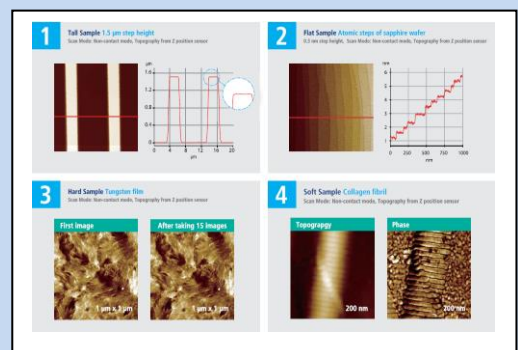 1
Tall Sample 1.5 μm step height
Scan Mode: Non-contact mode, Topography from Z position sensor
μm
1.6
1.2
0.8
0.4
0
0 4 8 12 16 20
μm
2
Flat Sample Atomic steps of sapphire wafer
0.3 nm step height, Scan Mode: Non-contact mode, Topography from Z position sensor
nm
6
5
4
3
2
1
0 250 500 750 1000
nm
3
Hard Sample Tungsten film
Scan Mode: Non-contact mode, Topography from Z position sensor
First image
After taking 15 images
1 μm x 1 μm
1 μm x 1 μm
4
Soft Sample Collagen fibril
Scan Mode: Non-contact mode, Topography from Z position sensor
Topograpgy
Phase
200 nm
200 nm